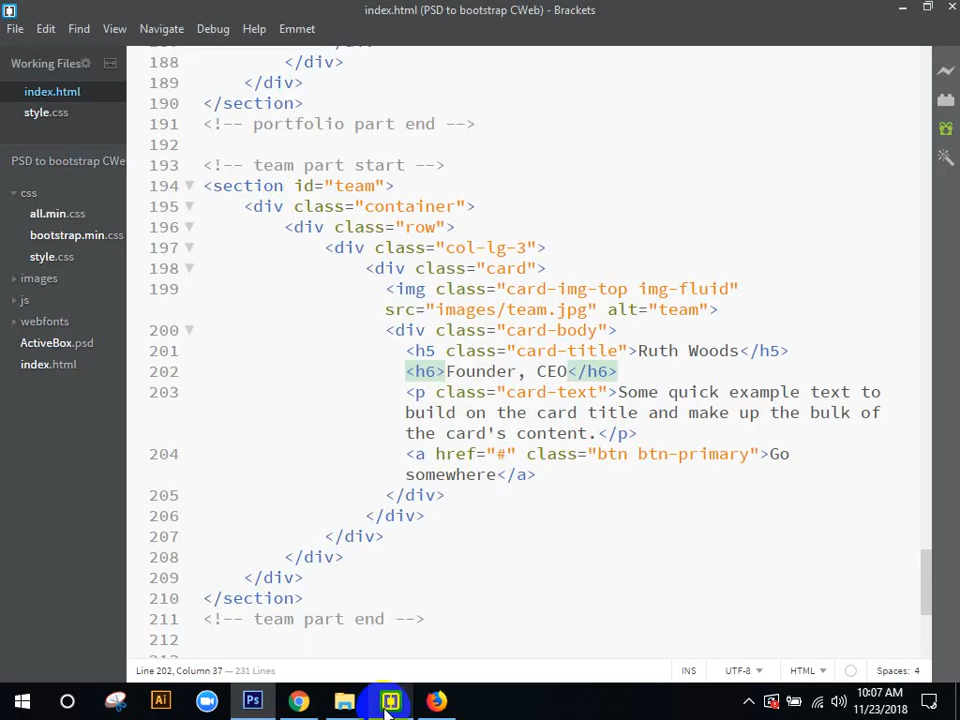 index.html (PSD to bootstrap CWeb) - Brackets
File Edit Find View Navigate Debug Help Emmet
Working Files
index.html
style.css
PSD to bootstrap CWe
css
all.min.css
bootstrap.min.css
style.css
images
js
webfonts
ActiveBox.psd
index.html
188 </div>
189 </div>
190 </section>
191 <!-- portfolio part end -->
192
193 <!-- team part start -->
194 <section id="team">
195 <div class="container">
196 <div class="row">
197 <div class="col-lg-3">
198 <div class="card">
199 <img class="card-img-top img-fluid"
src="images/team.jpg" alt="team">
200 <div class="card-body">
201 <h5 class="card-title">Ruth Woods</h5>
202 <h6>Founder, CEO</h6>
203 <p class="card-text">Some quick example text to
build on the card title and make up the bulk of
the card's content.</p>
204 <a href="#" class="btn btn-primary">Go
somewhere</a>
205 </div>
206 </div>
207 </div>
208 </div>
209 </div>
210 </section>
211 <!-- team part end -->
212
Line 202, Column 37 — 231 Lines
INS UTF-8 HTML Spaces: 4
Ai Ps
10:07 AM
11/23/2018